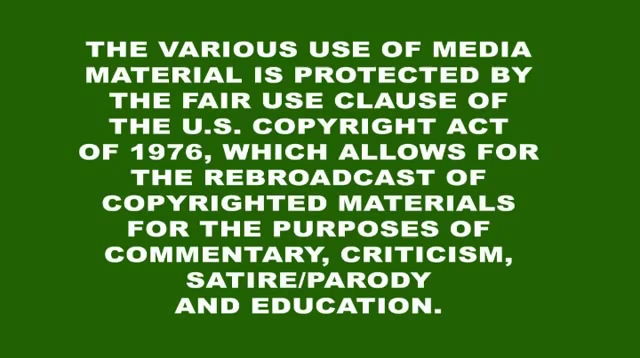 THE VARIOUS USE OF MEDIA
MATERIAL IS PROTECTED BY
THE FAIR USE CLAUSE OF
THE U.S. COPYRIGHT ACT
OF 1976, WHICH ALLOWS FOR
THE REBROADCAST OF
COPYRIGHTED MATERIALS
FOR THE PURPOSES OF
COMMENTARY, CRITICISM,
SATIRE/PARODY
AND EDUCATION.